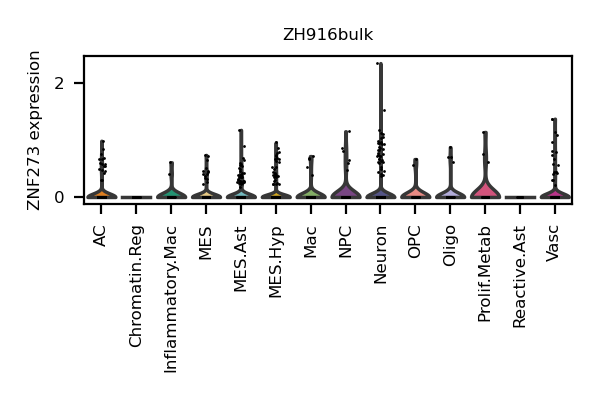 ZH916bulk
ZNF273 expression
2
0
AC
Chromatin.Reg
Inflammatory.Mac
MES
MES.Ast
MES.Hyp
Mac
NPC
Neuron
OPC
Oligo
Prolif.Metab
Reactive.Ast
Vasc